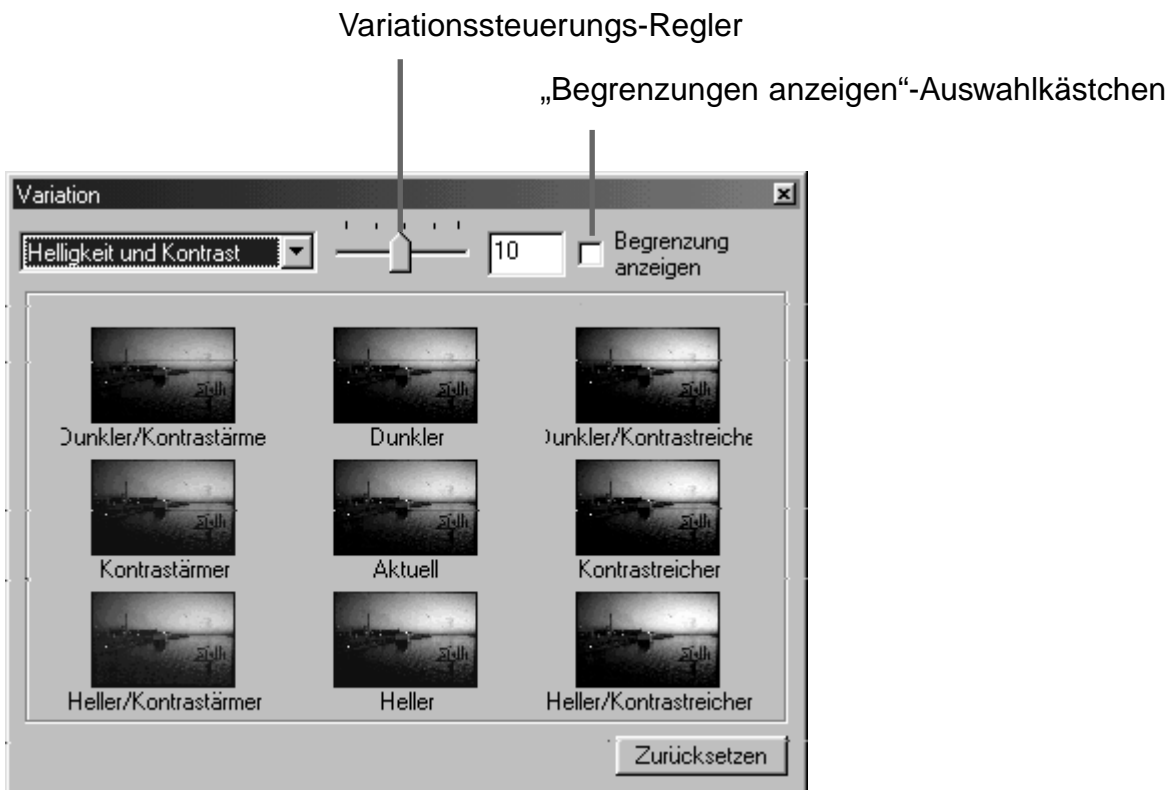 Variationssteuerungs-Regler
„Begrenzungen anzeigen“-Auswahlkästchen
Variation
Helligkeit und Kontrast
10
Begrenzung
anzeigen
Dunkler/Kontrastärme
Dunkler
Dunkler/Kontrastreiche
Kontrastärmer
Aktuell
Kontrastreicher
Heller/Kontrastärmer
Heller
Heller/Kontrastreicher
Zurücksetzen